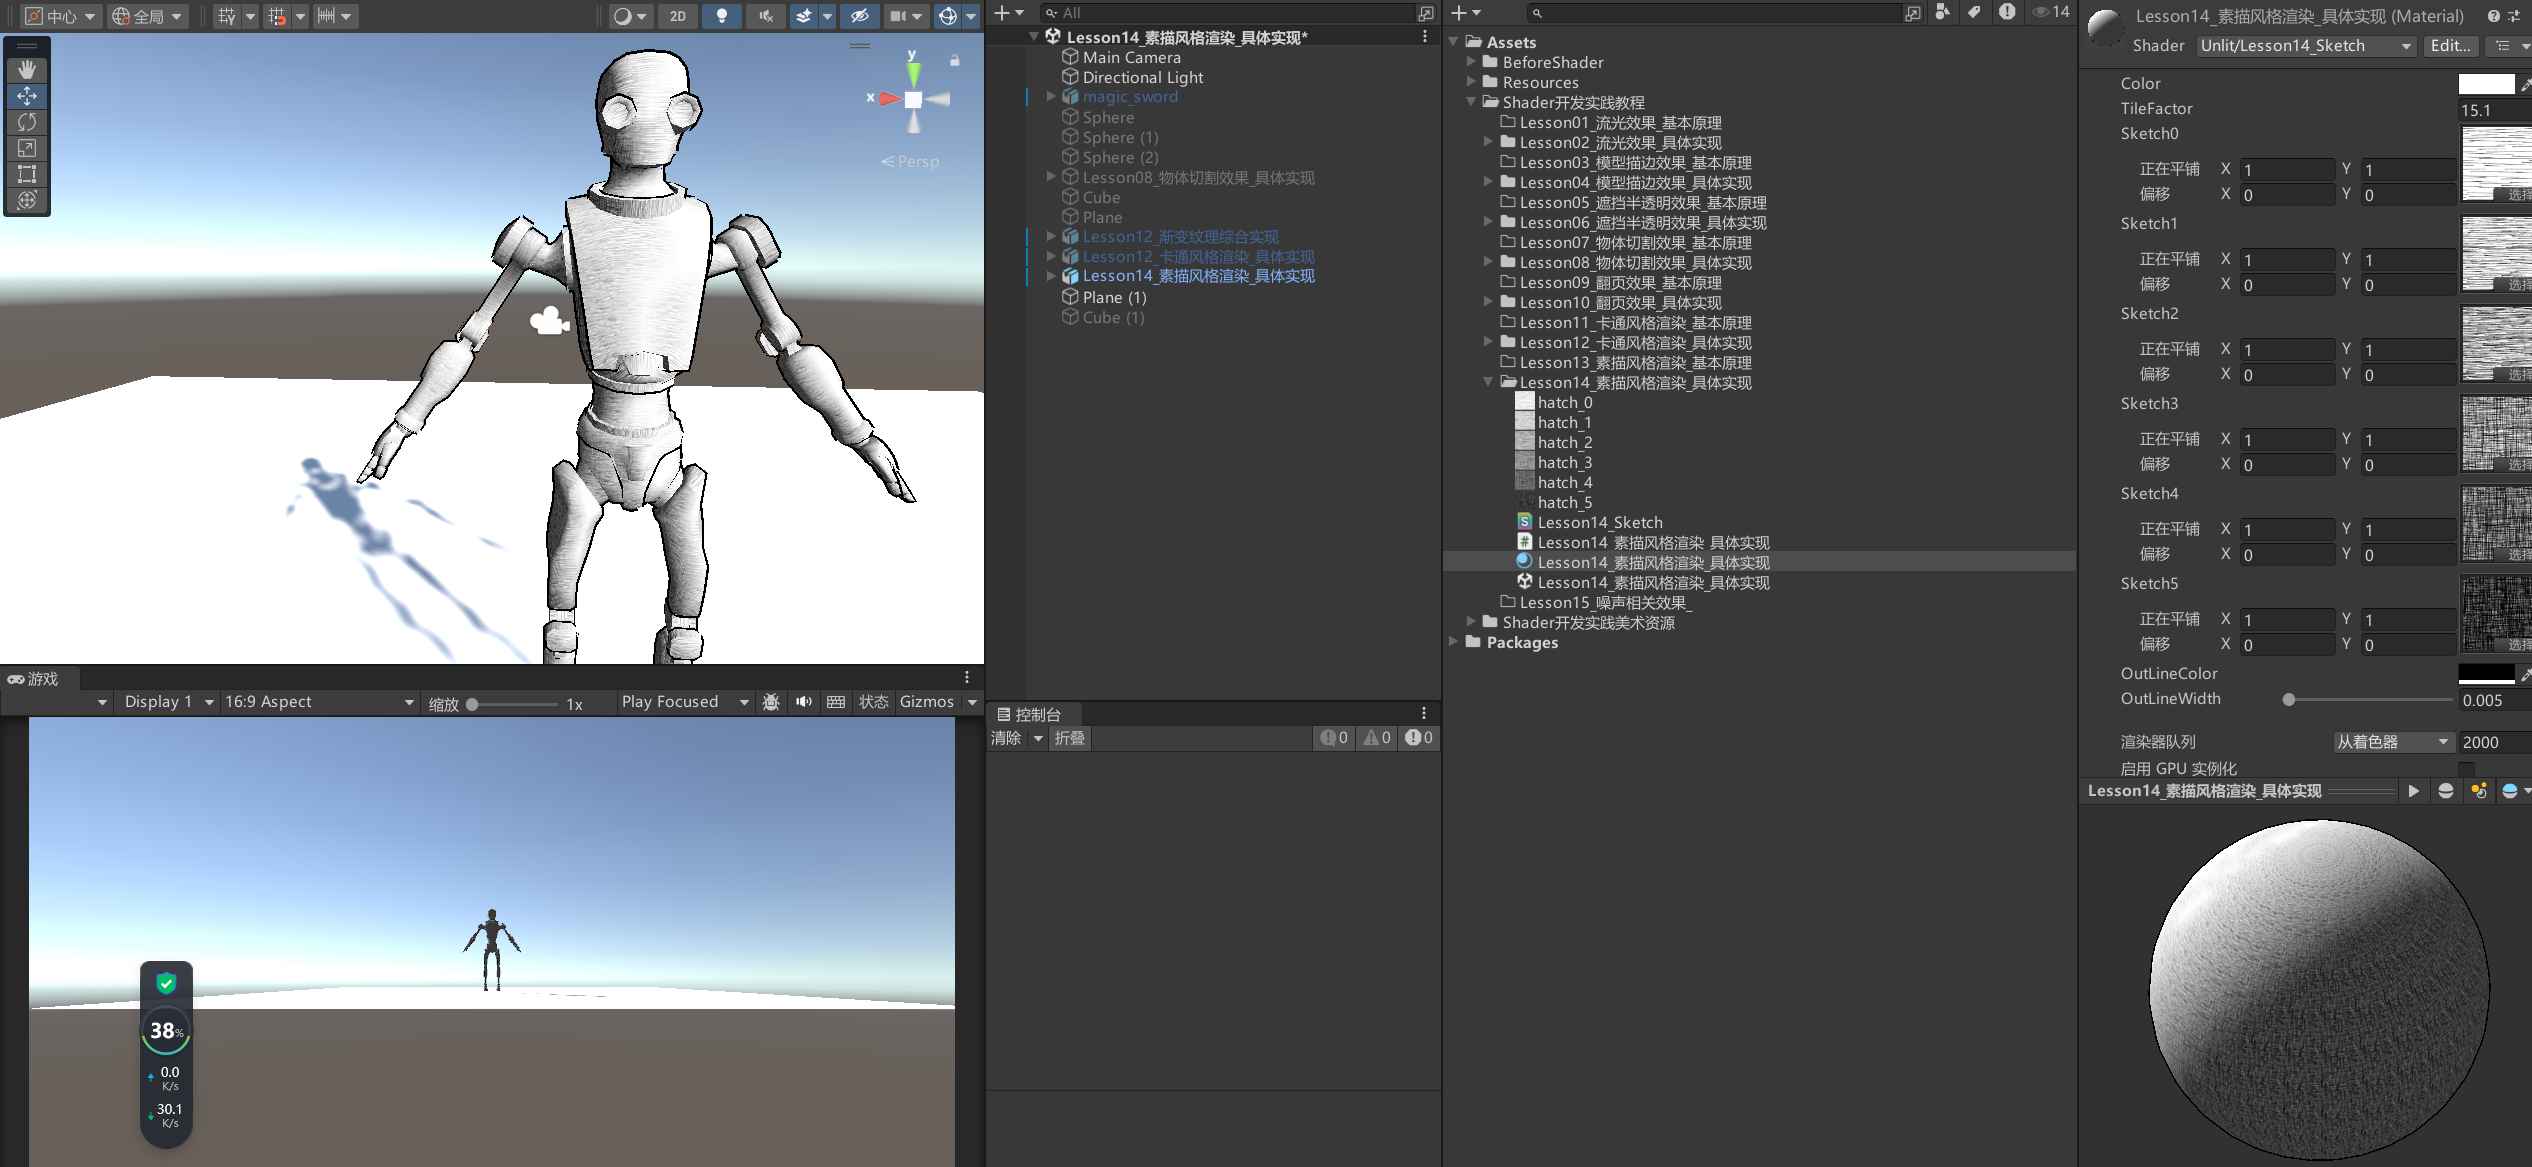 中心
全局
2D
y
x
Persp
游戏
Display 1
16:9 Aspect
缩放
1x
Play Focused
状态
Gizmos
38%
0.0
K/s
30.1
K/s
All
Lesson14_素描风格渲染_具体实现*
Main Camera
Directional Light
magic_sword
Sphere
Sphere (1)
Sphere (2)
Lesson08_物体切割效果_具体实现
Cube
Plane
Lesson12_渐变纹理综合实现
Lesson12_卡通风格渲染_具体实现
Lesson14_素描风格渲染_具体实现
Plane (1)
Cube (1)
控制台
清除
折叠
0
0
0
14
Assets
BeforeShader
Resources
Shader开发实践教程
Lesson01_流光效果_基本原理
Lesson02_流光效果_具体实现
Lesson03_模型描边效果_基本原理
Lesson04_模型描边效果_具体实现
Lesson05_遮挡半透明效果_基本原理
Lesson06_遮挡半透明效果_具体实现
Lesson07_物体切割效果_基本原理
Lesson08_物体切割效果_具体实现
Lesson09_翻页效果_基本原理
Lesson10_翻页效果_具体实现
Lesson11_卡通风格渲染_基本原理
Lesson12_卡通风格渲染_具体实现
Lesson13_素描风格渲染_基本原理
Lesson14_素描风格渲染_具体实现
hatch_0
hatch_1
hatch_2
hatch_3
hatch_4
hatch_5
Lesson14_Sketch
Lesson14_素描风格渲染_具体实现
Lesson14_素描风格渲染_具体实现
Lesson14_素描风格渲染_具体实现
Lesson15_噪声相关效果_
Shader开发实践美术资源
Packages
Lesson14_素描风格渲染_具体实现 (Material)
Shader Unlit/Lesson14_Sketch Edit...
Color
TileFactor 15.1
Sketch0
正在平铺 X 1 Y 1
偏移 X 0 Y 0 选择
Sketch1
正在平铺 X 1 Y 1
偏移 X 0 Y 0 选择
Sketch2
正在平铺 X 1 Y 1
偏移 X 0 Y 0 选择
Sketch3
正在平铺 X 1 Y 1
偏移 X 0 Y 0 选择
Sketch4
正在平铺 X 1 Y 1
偏移 X 0 Y 0 选择
Sketch5
正在平铺 X 1 Y 1
偏移 X 0 Y 0 选择
OutLineColor
OutLineWidth 0.005
渲染器队列 从着色器 2000
启用 GPU 实例化
Lesson14_素描风格渲染_具体实现